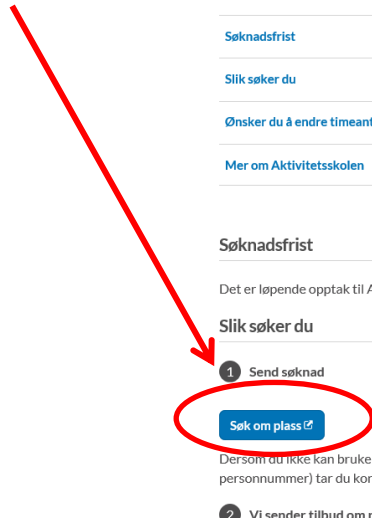 Søknadsfrist
Slik søker du
Ønsker du å endre timeant
Mer om Aktivitetsskolen
Søknadsfrist
Det er løpende opptak til A
Slik søker du
1 Send søknad
Søk om plass
Dersom du ikke kan bruke
personnummer) tar du kon
2 Vi sender tilbud om